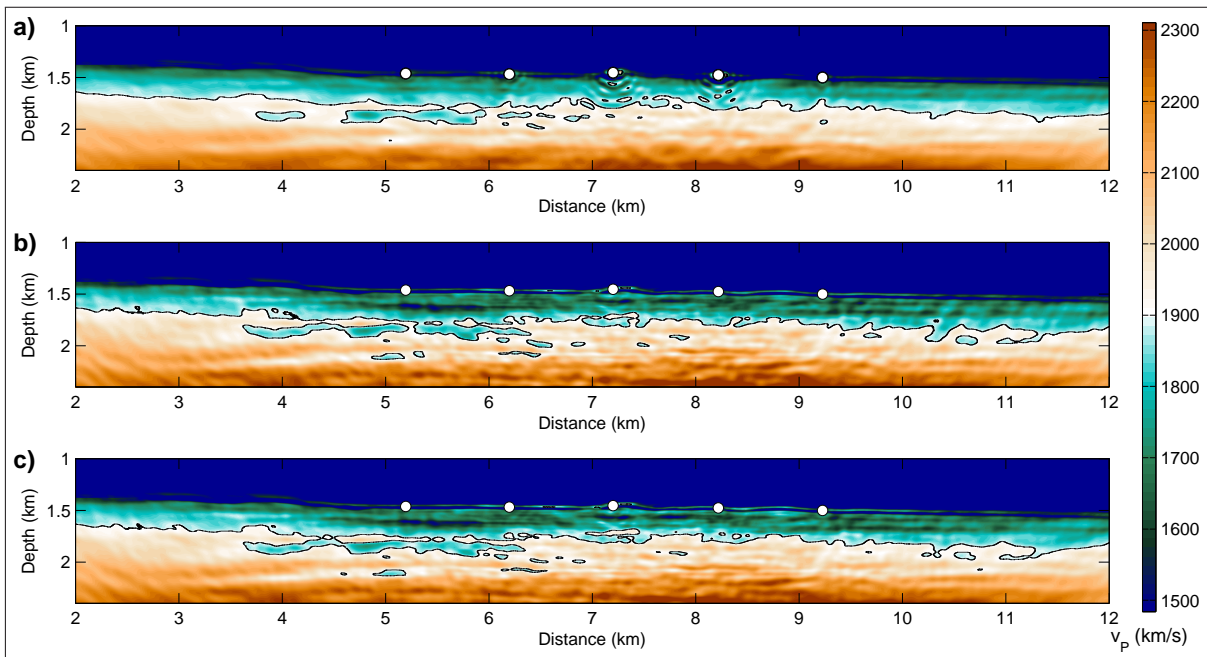 a)
1
1.5
2
Depth (km)
2 3 4 5 6 7 8 9 10 11 12
Distance (km)
b)
1
1.5
2
Depth (km)
2 3 4 5 6 7 8 9 10 11 12
Distance (km)
c)
1
1.5
2
Depth (km)
2 3 4 5 6 7 8 9 10 11 12
Distance (km)
2300
2200
2100
2000
1900
1800
1700
1600
1500
v_P (km/s)